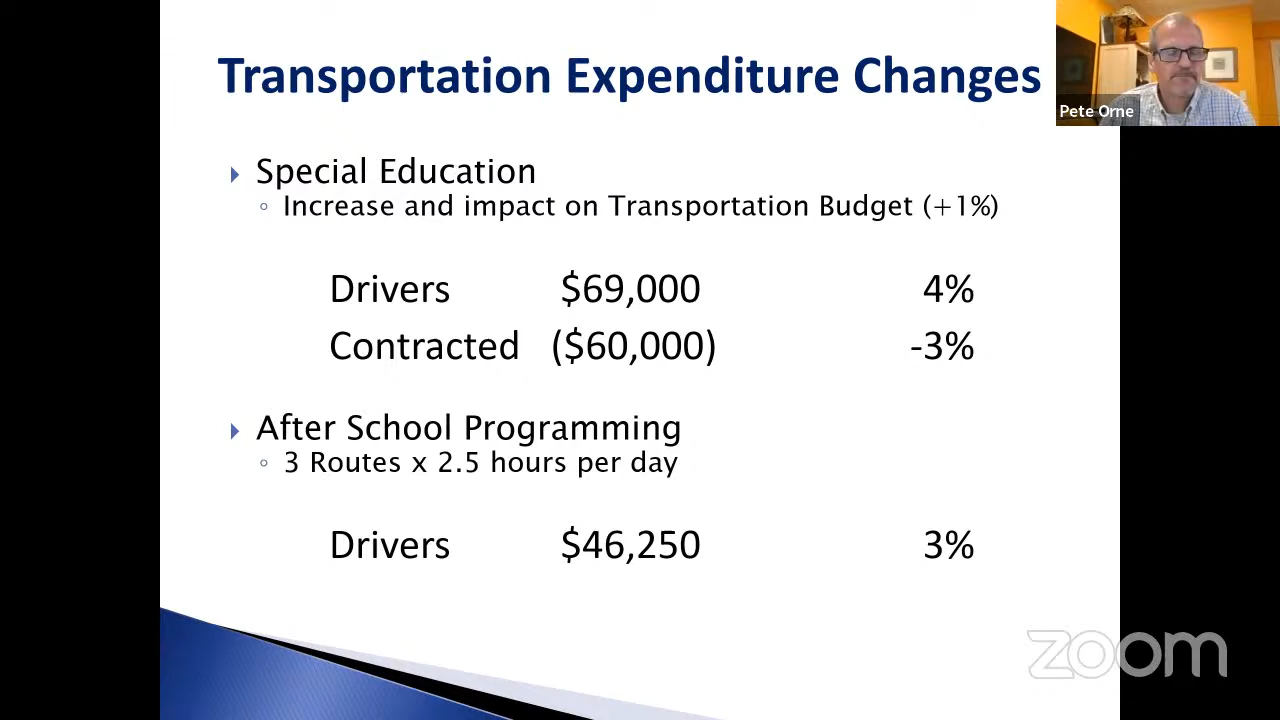 Transportation Expenditure Changes
Pete Orne
Special Education
Increase and impact on Transportation Budget (+1%)
Drivers $69,000 4%
Contracted ($60,000) -3%
After School Programming
3 Routes x 2.5 hours per day
Drivers $46,250 3%
zoom